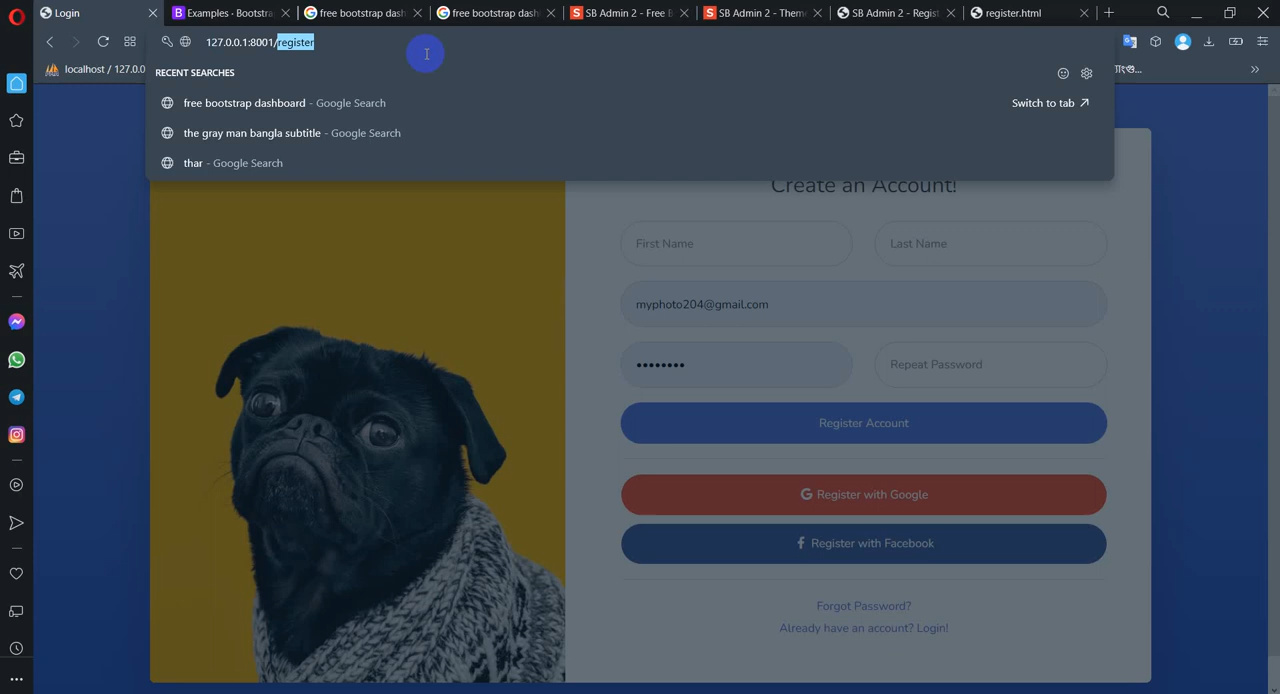 Login
Examples · Bootstra
free bootstrap dash
free bootstrap dash
SB Admin 2 - Free B
SB Admin 2 - Them
SB Admin 2 - Regist
register.html
127.0.0.1:8001/register
localhost / 127.0.0
RECENT SEARCHES
free bootstrap dashboard - Google Search
Switch to tab
the gray man bangla subtitle - Google Search
thar - Google Search
Create an Account!
First Name
Last Name
myphoto204@gmail.com
Repeat Password
Register Account
Register with Google
Register with Facebook
Forgot Password?
Already have an account? Login!